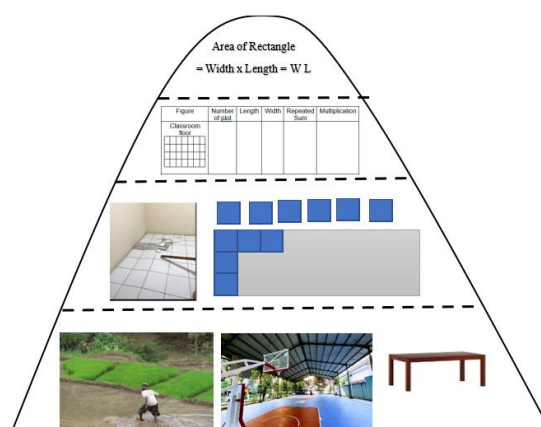 Area of Rectangle
= Width x Length = W L
Figure Number of plot Length Width Repeated Sum Multiplication
Classroom floor